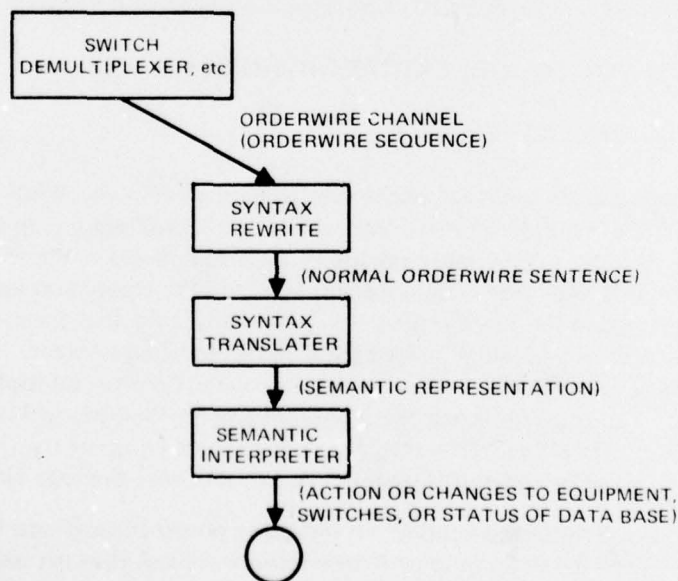 SWITCH
DEMULTIPLEXER, etc
ORDERWIRE CHANNEL
(ORDERWIRE SEQUENCE)
SYNTAX
REWRITE
(NORMAL ORDERWIRE SENTENCE)
SYNTAX
TRANSLATER
(SEMANTIC REPRESENTATION)
SEMANTIC
INTERPRETER
(ACTION OR CHANGES TO EQUIPMENT,
SWITCHES, OR STATUS OF DATA BASE)